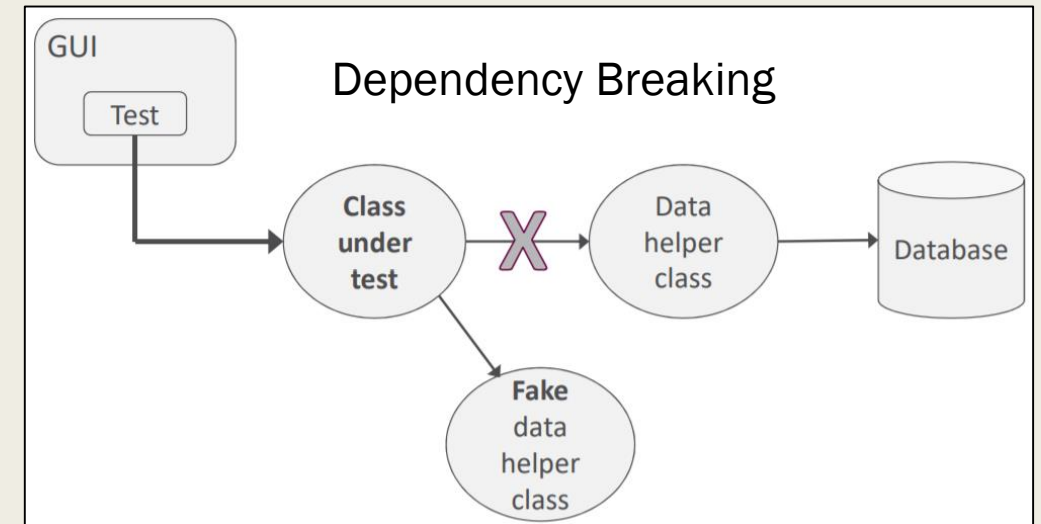 GUI
Dependency Breaking
Test
Class
under
test
X
Data
helper
class
Database
Fake
data
helper
class